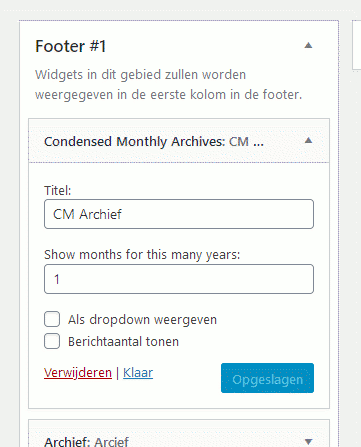 Footer #1
Widgets in dit gebied zullen worden
weergegeven in de eerste kolom in de footer.
Condensed Monthly Archives: CM ...
Titel:
CM Archief
Show months for this many years:
1
Als dropdown weergeven
Berichtaantal tonen
Verwijderen | Klaar
Opgeslagen
Archief: Arcief